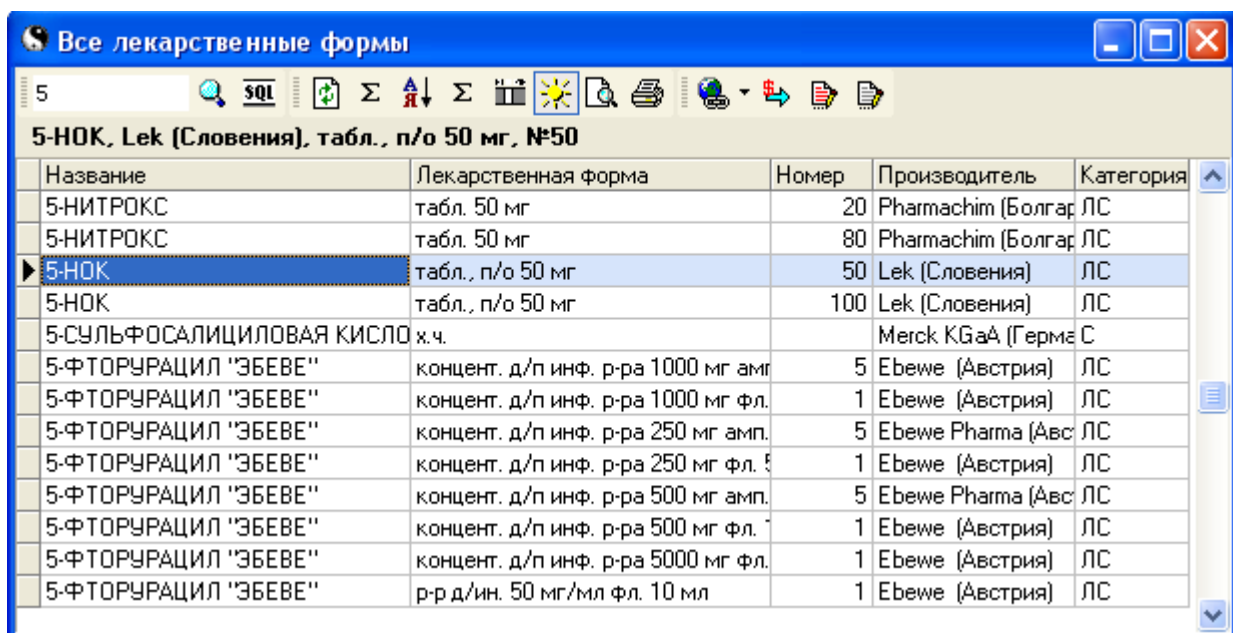 Все лекарственные формы
5 SQL Σ А Я Σ
5-НОК, Lek (Словения), табл., п/о 50 мг, №50
Название Лекарственная форма Номер Производитель Категория
5-НИТРОКС табл. 50 мг 20 Pharmachim (Болгар ЛС
5-НИТРОКС табл. 50 мг 80 Pharmachim (Болгар ЛС
5-НОК табл., п/о 50 мг 50 Lek (Словения) ЛС
5-НОК табл., п/о 50 мг 100 Lek (Словения) ЛС
5-СУЛЬФОСАЛИЦИЛОВАЯ КИСЛО х.ч. Merck KGaA (Герма С
5-ФТОРУРАЦИЛ "ЭБЕВЕ" концент. д/п инф. р-ра 1000 мг амп 5 Ebewe (Австрия) ЛС
5-ФТОРУРАЦИЛ "ЭБЕВЕ" концент. д/п инф. р-ра 1000 мг фл. 1 Ebewe (Австрия) ЛС
5-ФТОРУРАЦИЛ "ЭБЕВЕ" концент. д/п инф. р-ра 250 мг амп. 5 Ebewe Pharma (Авс ЛС
5-ФТОРУРАЦИЛ "ЭБЕВЕ" концент. д/п инф. р-ра 250 мг фл. 5 1 Ebewe (Австрия) ЛС
5-ФТОРУРАЦИЛ "ЭБЕВЕ" концент. д/п инф. р-ра 500 мг амп. 5 Ebewe Pharma (Авс ЛС
5-ФТОРУРАЦИЛ "ЭБЕВЕ" концент. д/п инф. р-ра 500 мг фл. 1 Ebewe (Австрия) ЛС
5-ФТОРУРАЦИЛ "ЭБЕВЕ" концент. д/п инф. р-ра 5000 мг фл. 1 Ebewe (Австрия) ЛС
5-ФТОРУРАЦИЛ "ЭБЕВЕ" р-р д/ин. 50 мг/мл фл. 10 мл 1 Ebewe (Австрия) ЛС